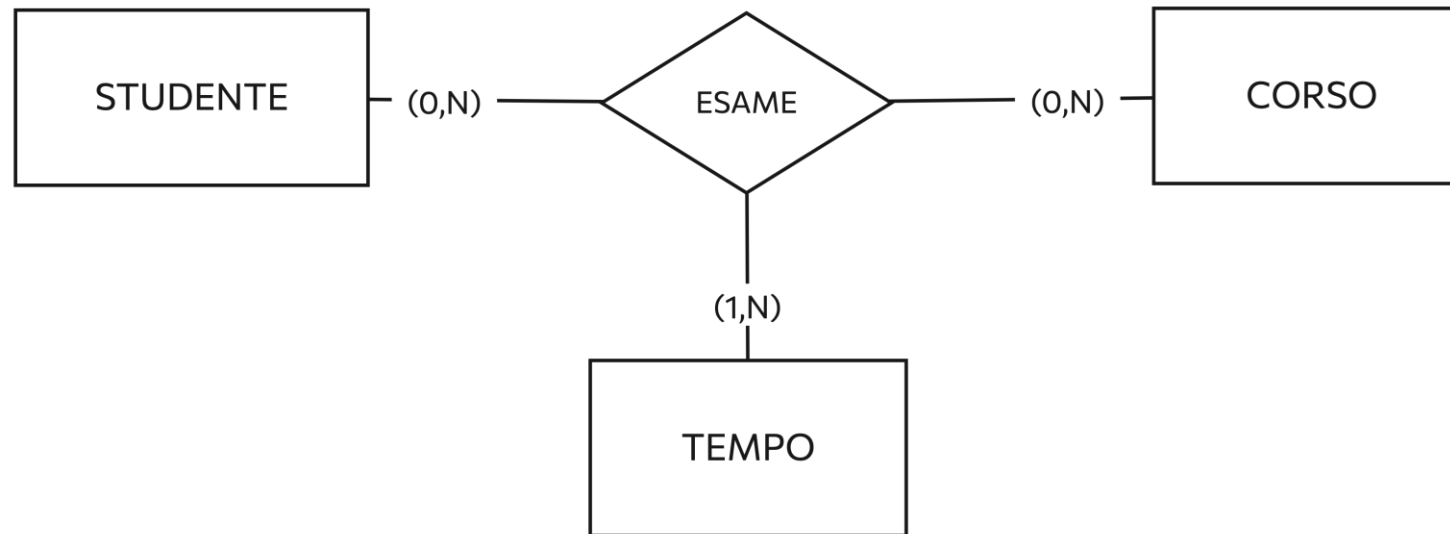 STUDENTE
(0,N)
ESAME
(0,N)
CORSO
(1,N)
TEMPO